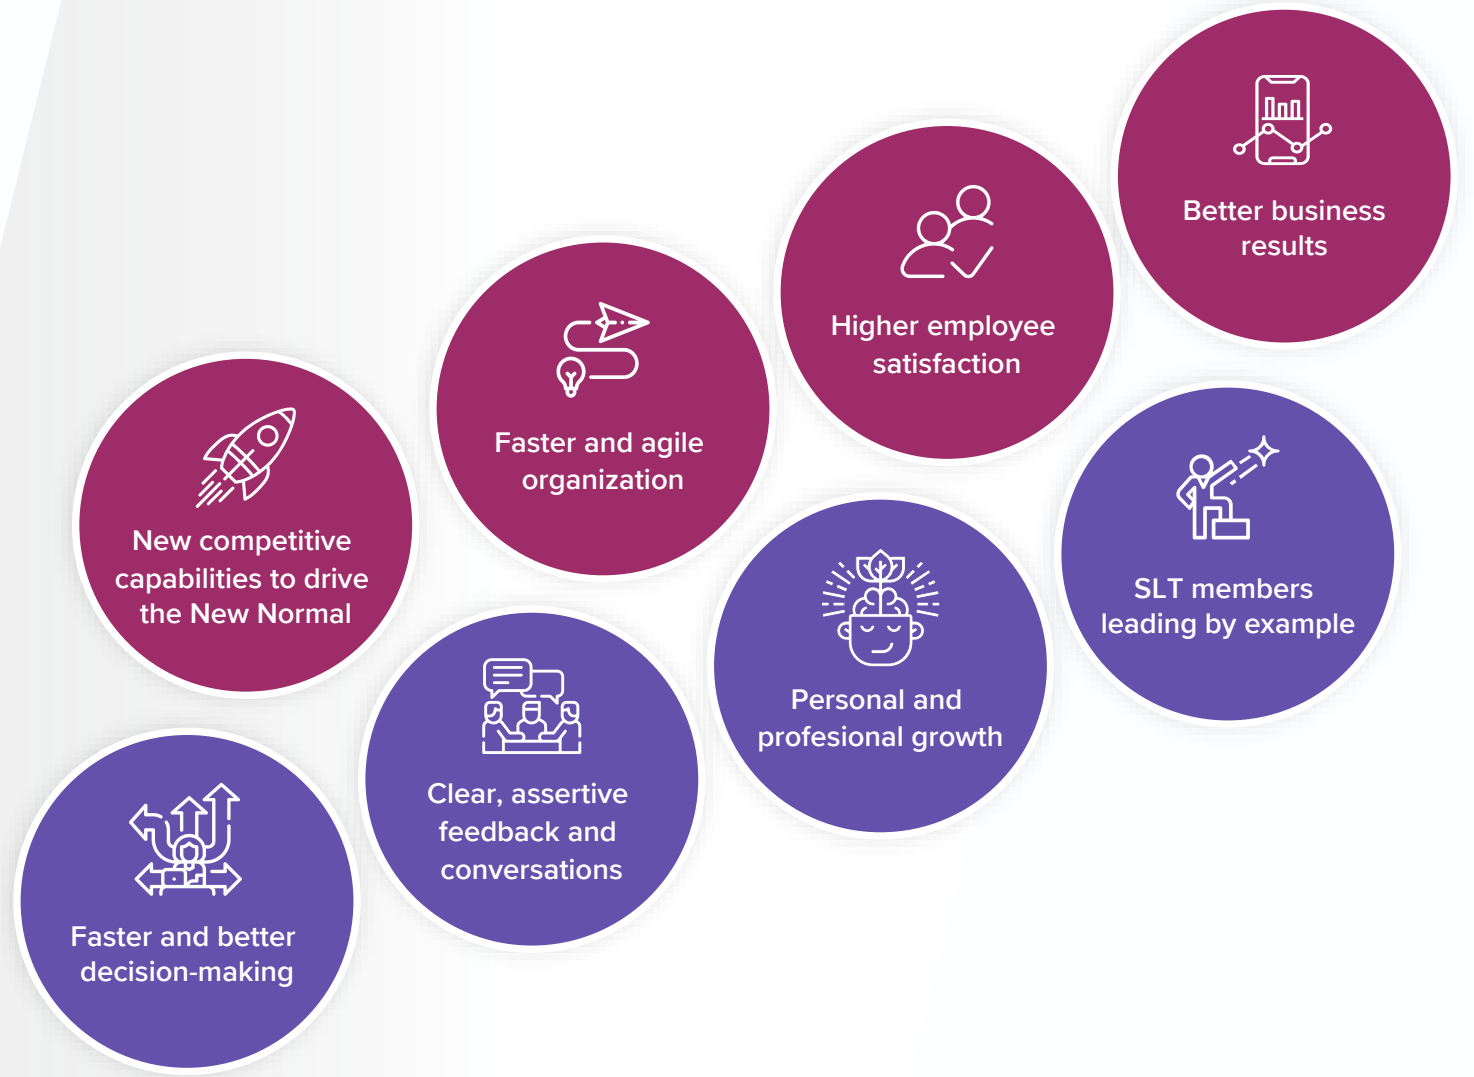 New competitive
capabilities to drive
the New Normal
Faster and agile
organization
Higher employee
satisfaction
Better business
results
Faster and better
decision-making
Clear, assertive
feedback and
conversations
Personal and
profesional growth
SLT members
leading by example